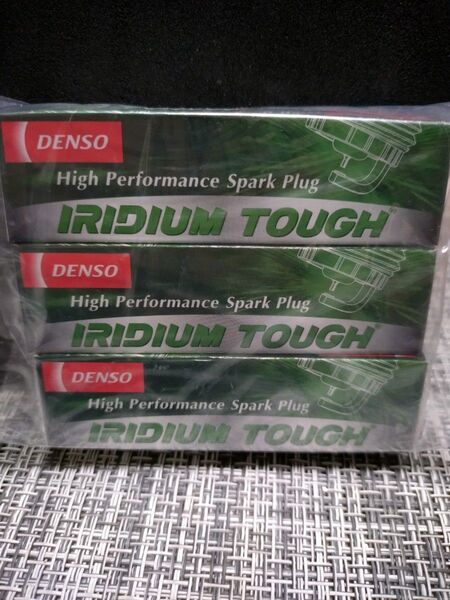 DENSO
High Performance Spark Plug
IRIDIUM TOUGH®
DENSO
High Performance Spark Plug
IRIDIUM TOUGH®
DENSO
High Performance Spark Plug
IRIDIUM TOUGH